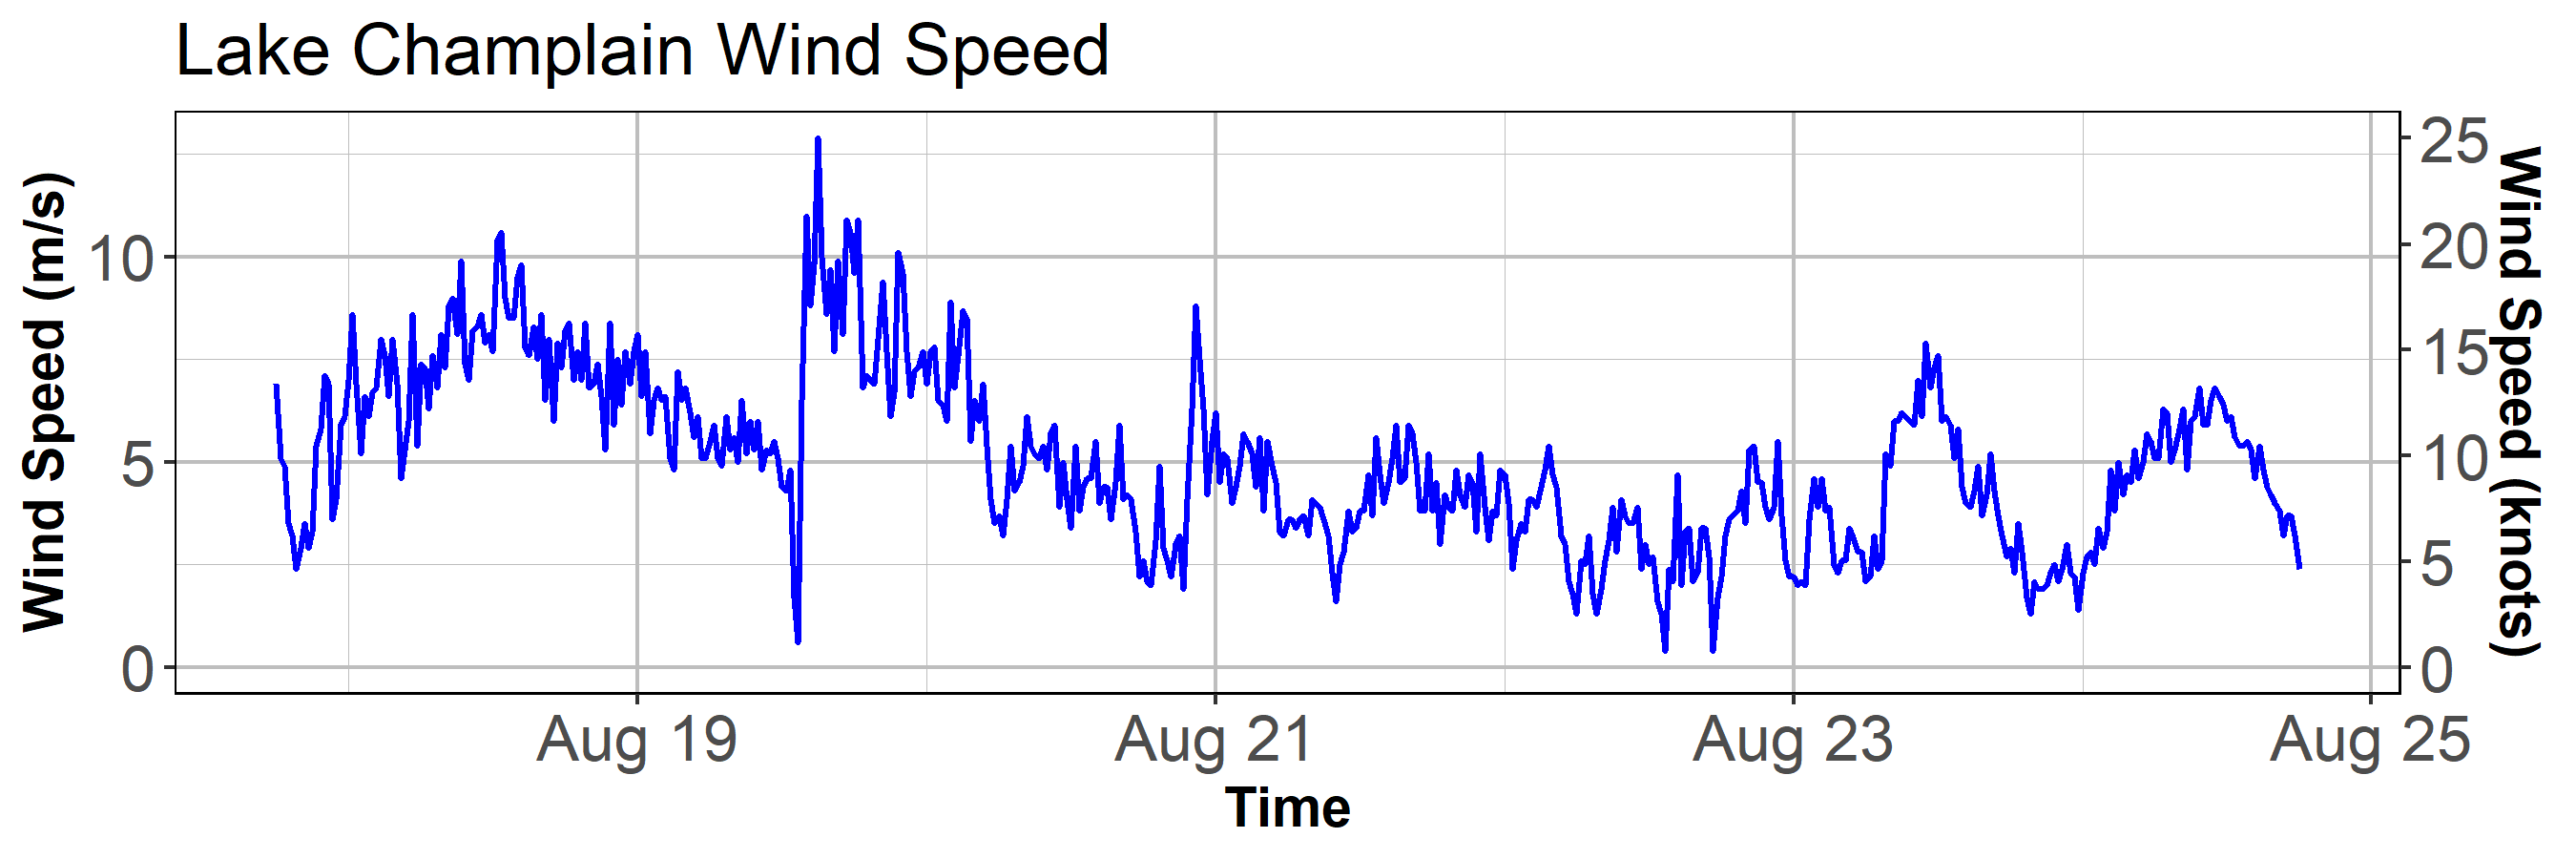 Lake Champlain Wind Speed
Wind Speed (m/s)
10
5
0
25
20
15
10
5
0
Wind Speed (knots)
Aug 19
Aug 21
Aug 23
Aug 25
Time